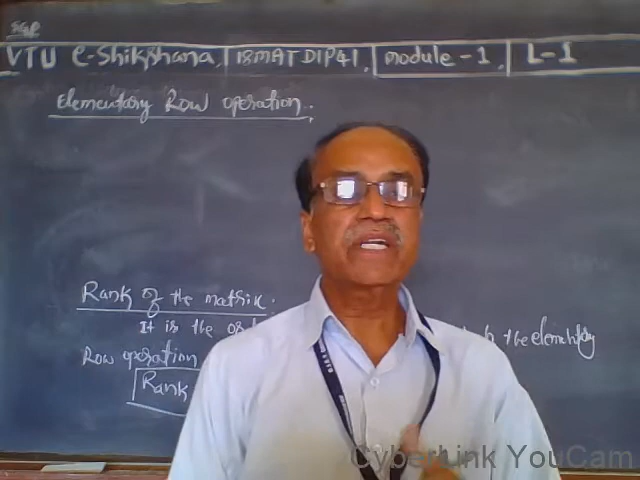 VTU e-Shikshana, 18MATDIP41, module-1, L-1
Elementary Row operation.
Rank of the matrix:
It is the the elementary
Row operation
Rank
CyberLink YouCam